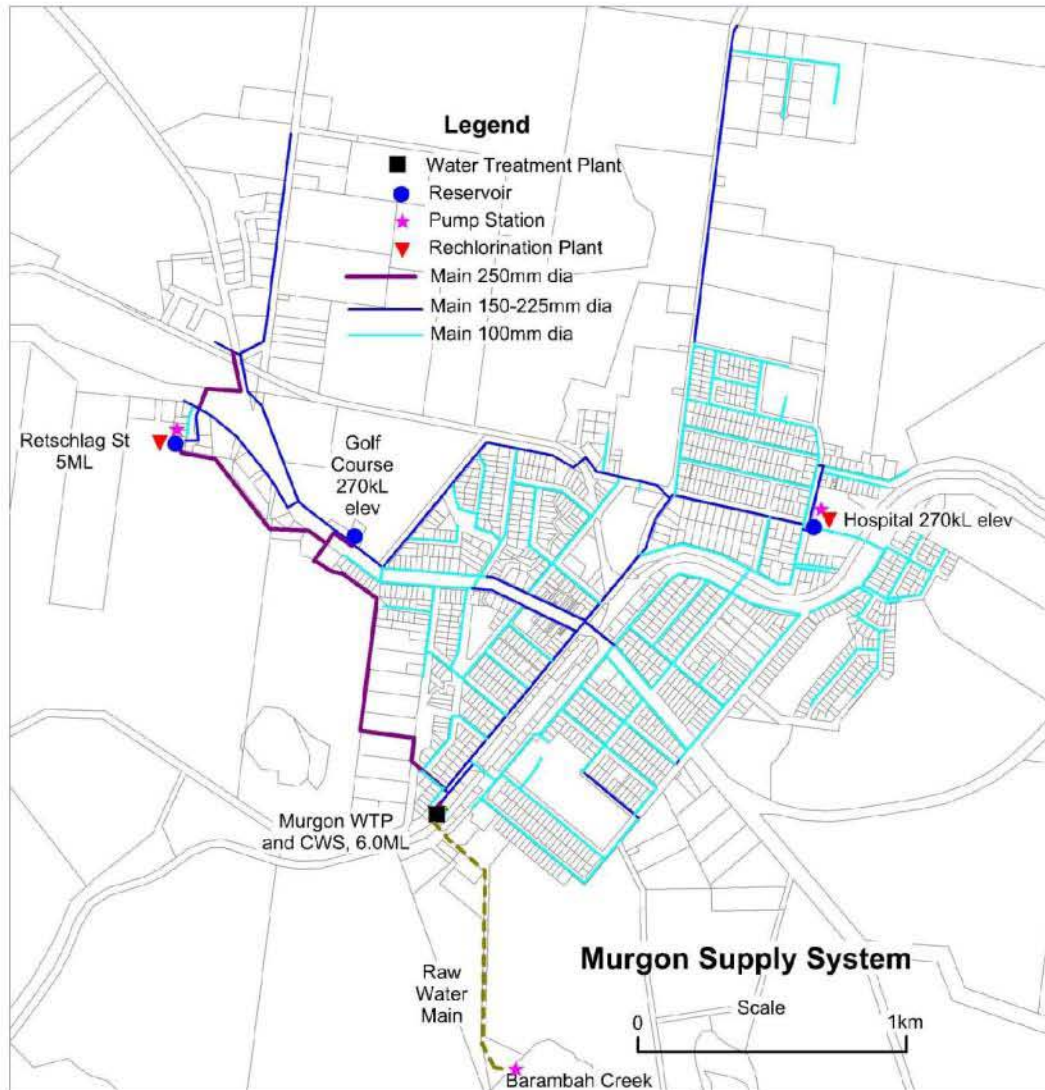 Legend
Water Treatment Plant
Reservoir
Pump Station
Rechlorination Plant
Main 250mm dia
Main 150-225mm dia
Main 100mm dia
Retschlag St
5ML
Golf
Course
270kL
elev
Hospital 270kL elev
Murgon WTP
and CWS, 6.0ML
Raw
Water
Main
Murgon Supply System
Scale
0
1km
Barambah Creek